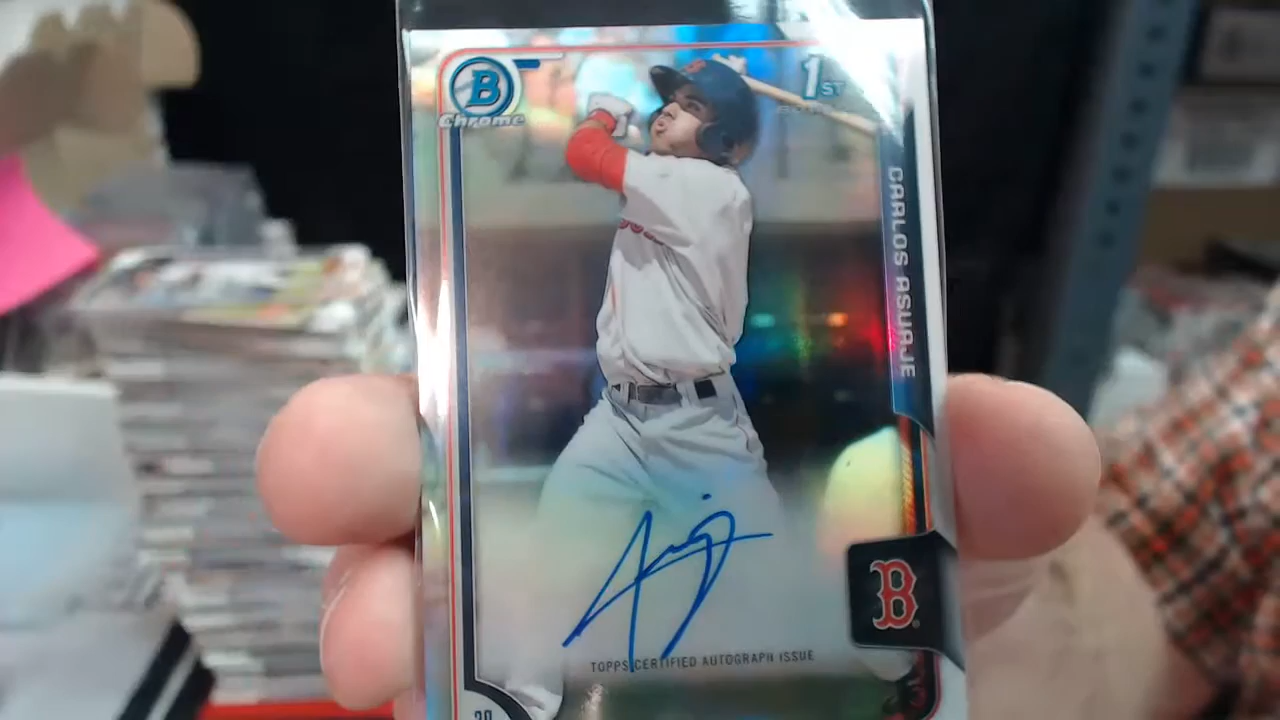 B
Chrome
1ST
CARLOS ASUAJE
B
TOPPS CERTIFIED AUTOGRAPH ISSUE